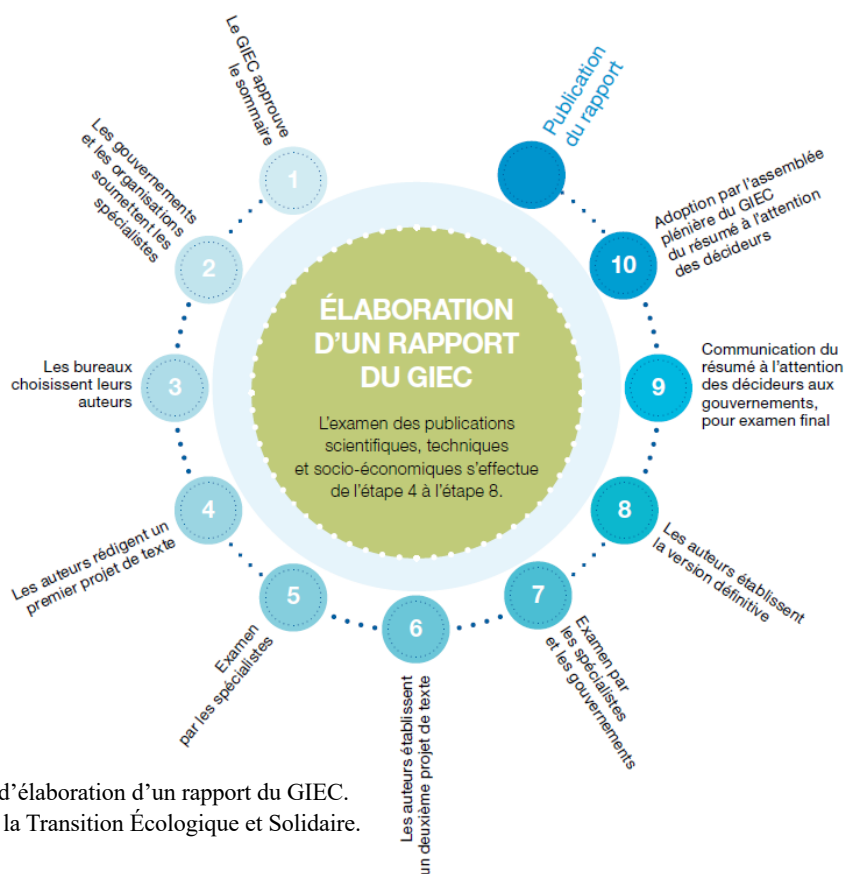 ÉLABORATION
D’UN RAPPORT
DU GIEC
L’examen des publications
scientifiques, techniques
et socio-économiques s’effectue
de l’étape 4 à l’étape 8.
1
Le GIEC approuve
le sommaire
2
Les gouvernements
et les organisations
soumettent les
spécialistes
3
Les bureaux
choisissent leurs
auteurs
4
Les auteurs rédigent un
premier projet de texte
5
Examen
par les spécialistes
6
Les auteurs établissent
un deuxième projet de texte
7
Examen par
les spécialistes
et les gouvernements
8
Les auteurs établissent
la version définitive
9
Communication du
résumé à l’attention
des décideurs aux
gouvernements,
pour examen final
10
Adoption par l’assemblée
plénière du GIEC
du résumé à l’attention
des décideurs
Publication
du rapport
d’élaboration d’un rapport du GIEC.
la Transition Écologique et Solidaire.